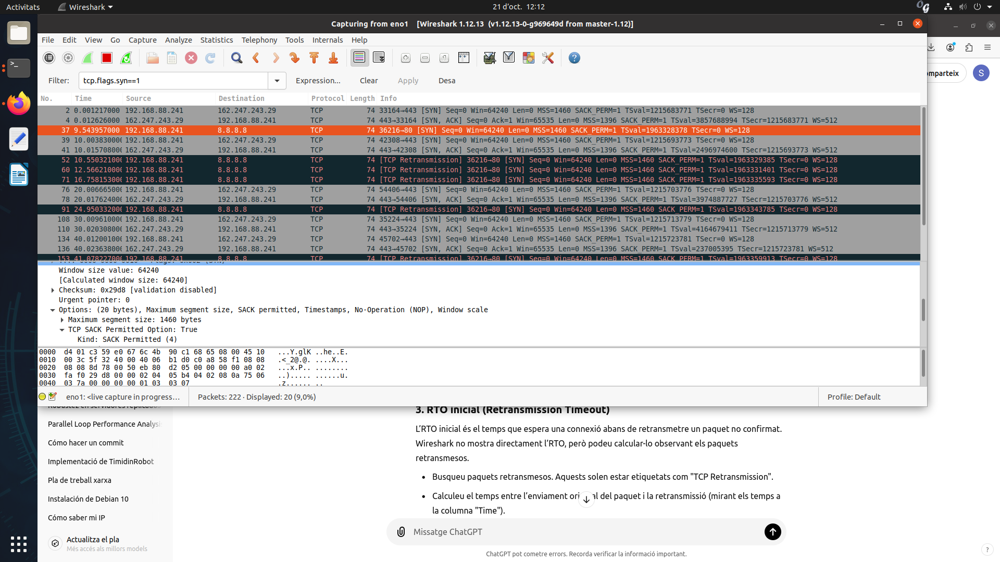 Activitats
Wireshark
21 d'oct. 12:12
Capturing from eno1 [Wireshark 1.12.13 (v1.12.13-0-g969649d from master-1.12)]
File Edit View Go Capture Analyze Statistics Telephony Tools Internals Help
Filter: tcp.flags.syn==1 Expression... Clear Apply Desa
No. Time Source Destination Protocol Length Info
2 0.001217000 192.168.88.241 162.247.243.29 TCP 74 33164→443 [SYN] Seq=0 Win=64240 Len=0 MSS=1460 SACK_PERM=1 TSval=1215683771 TSecr=0 WS=128
4 0.012626000 162.247.243.29 192.168.88.241 TCP 74 443→33164 [SYN, ACK] Seq=0 Ack=1 Win=65535 Len=0 MSS=1396 SACK_PERM=1 TSval=3857688994 TSecr=1215683771 WS=512
37 9.543957000 192.168.88.241 8.8.8.8 TCP 74 36216→80 [SYN] Seq=0 Win=64240 Len=0 MSS=1460 SACK_PERM=1 TSval=1963328378 TSecr=0 WS=128
39 10.003830000 192.168.88.241 162.247.243.29 TCP 74 42308→443 [SYN] Seq=0 Win=64240 Len=0 MSS=1460 SACK_PERM=1 TSval=1215693773 TSecr=0 WS=128
41 10.015708000 162.247.243.29 192.168.88.241 TCP 74 443→42308 [SYN, ACK] Seq=0 Ack=1 Win=65535 Len=0 MSS=1396 SACK_PERM=1 TSval=2496974600 TSecr=1215693773 WS=512
52 10.550321000 192.168.88.241 8.8.8.8 TCP 74 [TCP Retransmission] 36216→80 [SYN] Seq=0 Win=64240 Len=0 MSS=1460 SACK_PERM=1 TSval=1963329385 TSecr=0 WS=128
60 12.566210000 192.168.88.241 8.8.8.8 TCP 74 [TCP Retransmission] 36216→80 [SYN] Seq=0 Win=64240 Len=0 MSS=1460 SACK_PERM=1 TSval=1963331401 TSecr=0 WS=128
71 16.758153000 192.168.88.241 8.8.8.8 TCP 74 [TCP Retransmission] 36216→80 [SYN] Seq=0 Win=64240 Len=0 MSS=1460 SACK_PERM=1 TSval=1963335593 TSecr=0 WS=128
76 20.006665000 192.168.88.241 162.247.243.29 TCP 74 54406→443 [SYN] Seq=0 Win=64240 Len=0 MSS=1460 SACK_PERM=1 TSval=1215703776 TSecr=0 WS=128
78 20.017624000 162.247.243.29 192.168.88.241 TCP 74 443→54406 [SYN, ACK] Seq=0 Ack=1 Win=65535 Len=0 MSS=1396 SACK_PERM=1 TSval=3974887727 TSecr=1215703776 WS=512
91 24.950332000 192.168.88.241 8.8.8.8 TCP 74 [TCP Retransmission] 36216→80 [SYN] Seq=0 Win=64240 Len=0 MSS=1460 SACK_PERM=1 TSval=1963343785 TSecr=0 WS=128
108 30.009610000 192.168.88.241 162.247.243.29 TCP 74 35224→443 [SYN] Seq=0 Win=64240 Len=0 MSS=1460 SACK_PERM=1 TSval=1215713779 TSecr=0 WS=128
110 30.020308000 162.247.243.29 192.168.88.241 TCP 74 443→35224 [SYN, ACK] Seq=0 Ack=1 Win=65535 Len=0 MSS=1396 SACK_PERM=1 TSval=4164679411 TSecr=1215713779 WS=512
134 40.012001000 192.168.88.241 162.247.243.29 TCP 74 45702→443 [SYN] Seq=0 Win=64240 Len=0 MSS=1460 SACK_PERM=1 TSval=1215723781 TSecr=0 WS=128
136 40.023638000 162.247.243.29 192.168.88.241 TCP 74 443→45702 [SYN, ACK] Seq=0 Ack=1 Win=65535 Len=0 MSS=1396 SACK_PERM=1 TSval=237005395 TSecr=1215723781 WS=512
153 41.078227000 192.168.88.241 8.8.8.8 TCP 74 [TCP Retransmission] 36216→80 [SYN] Seq=0 Win=64240 Len=0 MSS=1460 SACK_PERM=1 TSval=1963359913 TSecr=0 WS=128
Window size value: 64240
[Calculated window size: 64240]
Checksum: 0x29d8 [validation disabled]
Urgent pointer: 0
Options: (20 bytes), Maximum segment size, SACK permitted, Timestamps, No-Operation (NOP), Window scale
Maximum segment size: 1460 bytes
TCP SACK Permitted Option: True
Kind: SACK Permitted (4)
0000 d4 01 c3 59 e0 67 6c 4b 90 c1 68 65 08 00 45 10 ...Y.glK ..he..E.
0010 00 3c 5f 32 40 00 40 06 b1 d0 c0 a8 58 f1 08 08 .<_2@.@. ....X...
0020 08 08 8d 78 00 50 eb 80 d2 05 00 00 00 00 a0 02 ...x.P.. ........
0030 fa f0 29 d8 00 00 02 04 05 b4 04 02 08 0a 75 06 ..)..... ......u.
0040 03 7a 00 00 00 00 01 03 03 07 .z...... ..
eno1: <live capture in progress...
Packets: 222 · Displayed: 20 (9,0%)
Profile: Default
omparteix
S
Robustez en servidores replicados
Parallel Loop Performance Analysis
Cómo hacer un commit
Implementació de TimidinRobot
Pla de treball xarxa
Instalación de Debian 10
Cómo saber mi IP
Actualitza el pla
Més accés als millors models
3. RTO inicial (Retransmission Timeout)
L'RTO inicial és el temps que espera una connexió abans de retransmetre un paquet no confirmat.
Wireshark no mostra directament l'RTO, però podeu calcular-lo observant els paquets
retransmesos.
• Busqueu paquets retransmesos. Aquests solen estar etiquetats com "TCP Retransmission".
• Calculeu el temps entre l'enviament ori al del paquet i la retransmissió (mirant els temps a
la columna "Time").
Missatge ChatGPT
ChatGPT pot cometre errors. Recorda verificar la informació important.
?